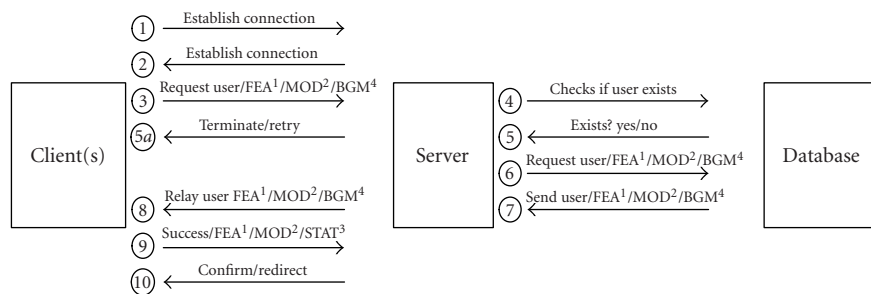 1 Establish connection
2 Establish connection
3 Request user/FEA¹/MOD²/BGM⁴
5a Terminate/retry
Client(s)
8 Relay user FEA¹/MOD²/BGM⁴
9 Success/FEA¹/MOD²/STAT³
10 Confirm/redirect
Server
4 Checks if user exists
5 Exists? yes/no
6 Request user/FEA¹/MOD²/BGM⁴
7 Send user/FEA¹/MOD²/BGM⁴
Database